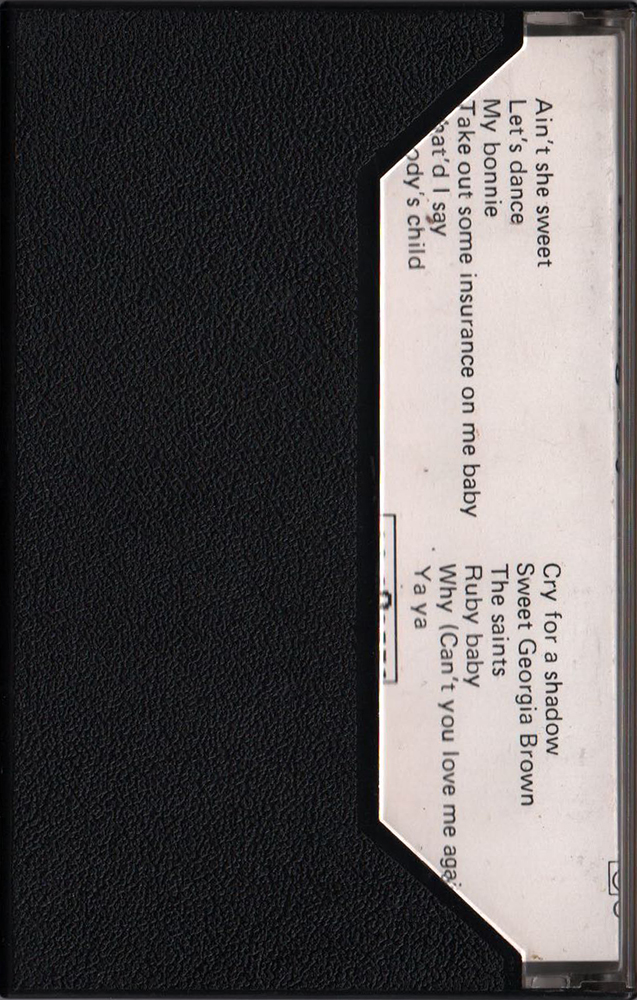 Ain't she sweet
Let's dance
My bonnie
Take out some insurance on me baby
hat'd I say
ody's child
Cry for a shadow
Sweet Georgia Brown
The saints
Ruby baby
Why (Can't you love me agai
Ya ya